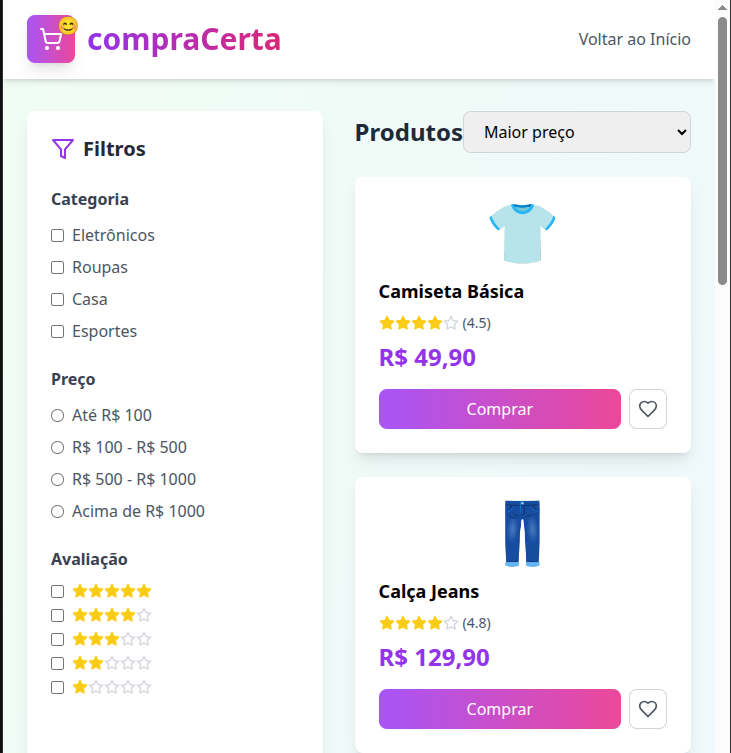 compraCerta
Voltar ao Início
Filtros
Categoria
Eletrônicos
Roupas
Casa
Esportes
Preço
Até R$ 100
R$ 100 - R$ 500
R$ 500 - R$ 1000
Acima de R$ 1000
Avaliação
Produtos
Maior preço
Camiseta Básica
(4.5)
R$ 49,90
Comprar
Calça Jeans
(4.8)
R$ 129,90
Comprar